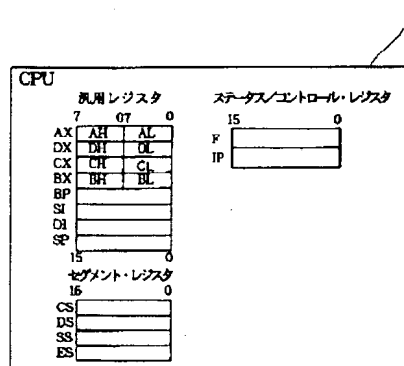 CPU
汎用レジスタ
7 07 0
AX AH AL
DX DH DL
CX CH CL
BX BH BL
BP
SI
DI
SP
15 0
セグメント・レジスタ
16 0
CS
DS
SS
ES
ステータス/コントロール・レジスタ
15 0
F
IP